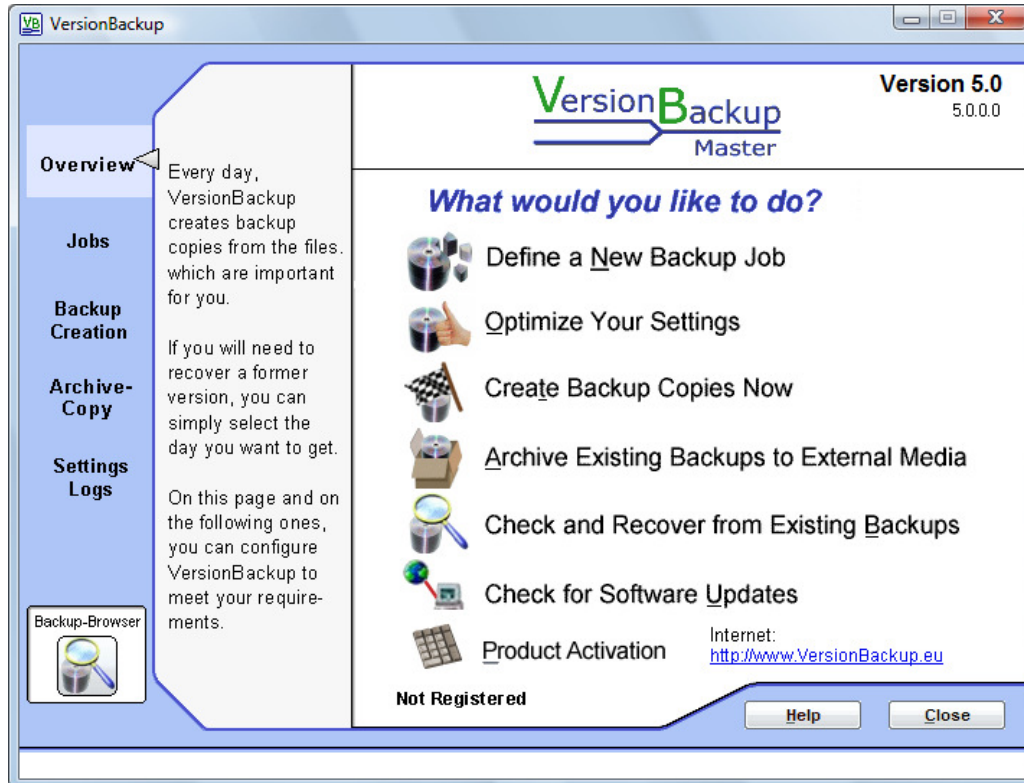 VB VersionBackup
Overview
Jobs
Backup
Creation
Archive-
Copy
Settings
Logs
Backup-Browser
Every day,
VersionBackup
creates backup
copies from the files.
which are important
for you.
If you will need to
recover a former
version, you can
simply select the
day you want to get.
On this page and on
the following ones,
you can configure
VersionBackup to
meet your require-
ments.
VersionBackup
Master
Version 5.0
5.0.0.0
What would you like to do?
Define a New Backup Job
Optimize Your Settings
Create Backup Copies Now
Archive Existing Backups to External Media
Check and Recover from Existing Backups
Check for Software Updates
Product Activation
Internet:
http://www.VersionBackup.eu
Not Registered
Help
Close